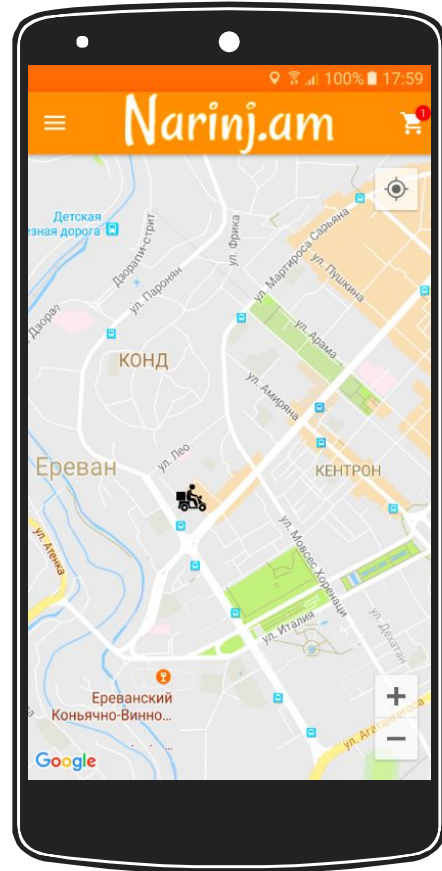 100% 17:59
Narinj.am
1
Детская
езная дорога
Дзорапи-стрит
ул. Фрика
ул. Мартироса Сарьяна
ул. Пушкина
ул. Паронян
Дзорап
ул. Арама
КОНД
ул. Амиряна
ул. Лео
Ереван
КЕНТРОН
ул. Атенка
ул. Мовсес Хоренаци
ул. Италия
ул. Дехатан
Ереванский
Коньячно-Винно...
ул. Агатангегоса
+
−
Google